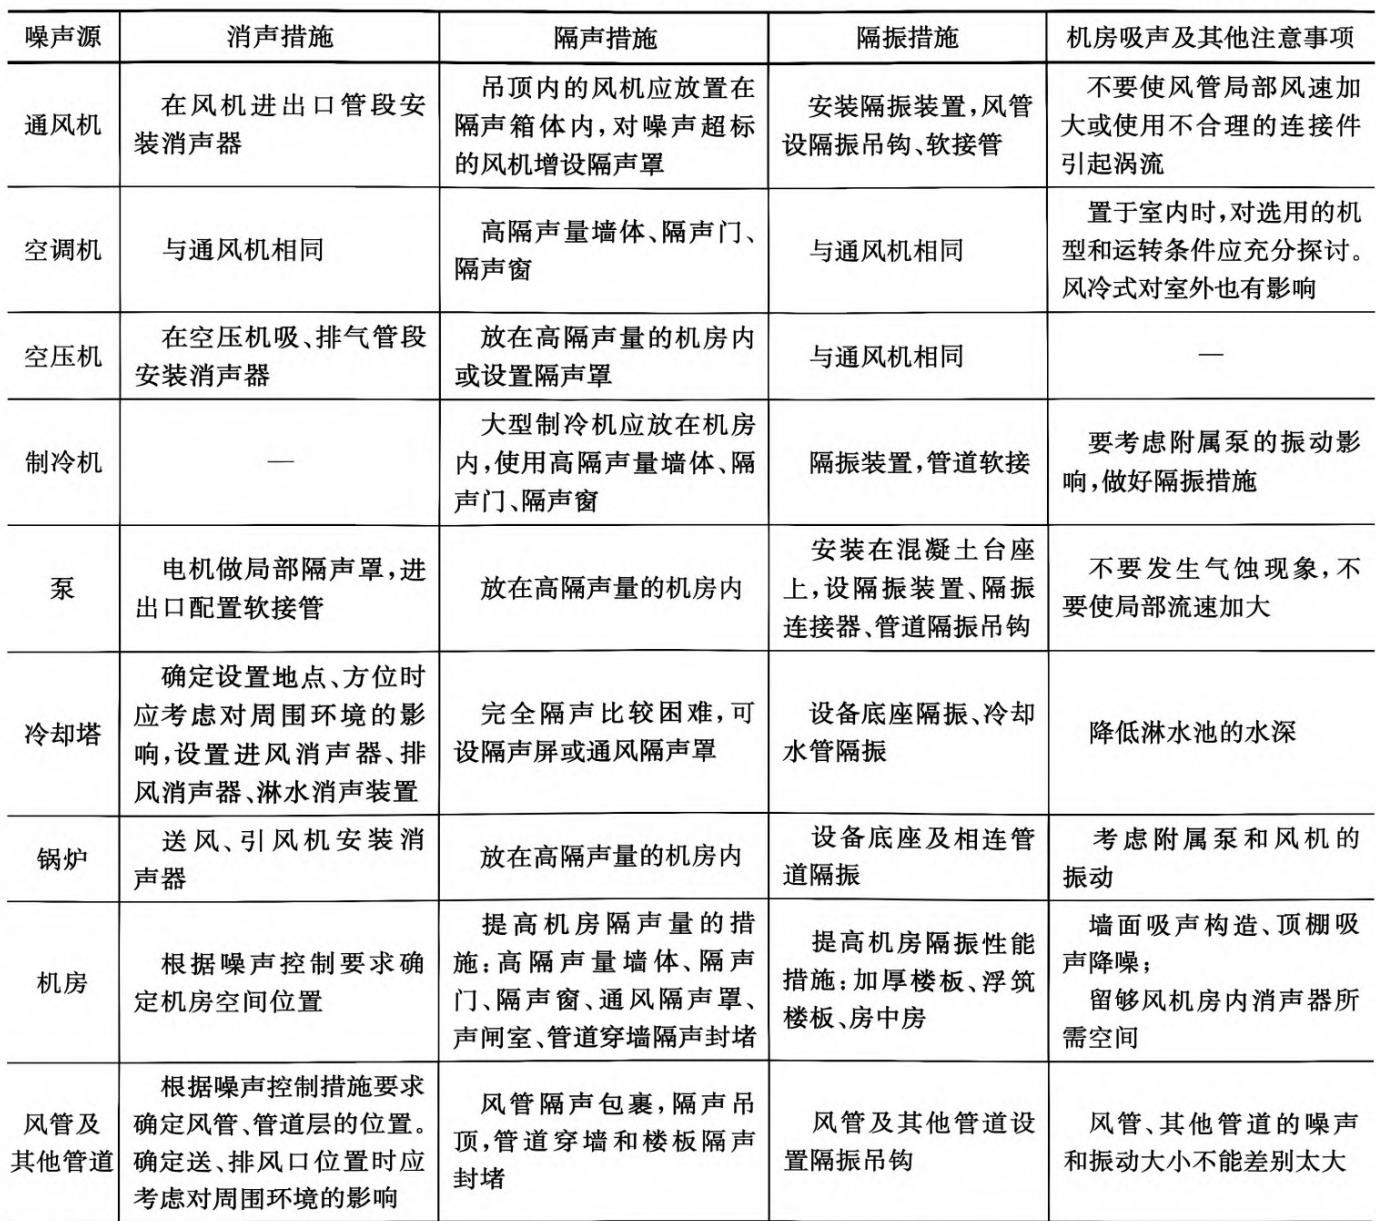 噪声源
消声措施
隔声措施
隔振措施
机房吸声及其他注意事项
通风机
在风机进出口管段安
装消声器
吊顶内的风机应放置在
隔声箱体内,对噪声超标
的风机增设隔声罩
安装隔振装置,风管
设隔振吊钩、软接管
不要使风管局部风速加
大或使用不合理的连接件
引起涡流
空调机
与通风机相同
高隔声量墙体、隔声门、
隔声窗
与通风机相同
置于室内时,对选用的机
型和运转条件应充分探讨。
风冷式对室外也有影响
空压机
在空压机吸、排气管段
安装消声器
放在高隔声量的机房内
或设置隔声罩
与通风机相同
—
制冷机
—
大型制冷机应放在机房
内,使用高隔声量墙体、隔
声门、隔声窗
隔振装置,管道软接
要考虑附属泵的振动影
响,做好隔振措施
泵
电机做局部隔声罩,进
出口配置软接管
放在高隔声量的机房内
安装在混凝土台座
上,设隔振装置、隔振
连接器、管道隔振吊钩
不要发生气蚀现象,不
要使局部流速加大
冷却塔
确定设置地点、方位时
应考虑对周围环境的影
响,设置进风消声器、排
风消声器、淋水消声装置
完全隔声比较困难,可
设隔声屏或通风隔声罩
设备底座隔振、冷却
水管隔振
降低淋水池的水深
锅炉
送风、引风机安装消
声器
放在高隔声量的机房内
设备底座及相连管
道隔振
考虑附属泵和风机的
振动
机房
根据噪声控制要求确
定机房空间位置
提高机房隔声量的措
施:高隔声量墙体、隔声
门、隔声窗、通风隔声罩、
声闸室、管道穿墙隔声封堵
提高机房隔振性能
措施:加厚楼板、浮筑
楼板、房中房
墙面吸声构造、顶棚吸
声降噪;
留够风机房内消声器所
需空间
风管及
其他管道
根据噪声控制措施要求
确定风管、管道层的位置。
确定送、排风口位置时应
考虑对周围环境的影响
风管隔声包裹,隔声吊
顶,管道穿墙和楼板隔声
封堵
风管及其他管道设
置隔振吊钩
风管、其他管道的噪声
和振动大小不能差别太大